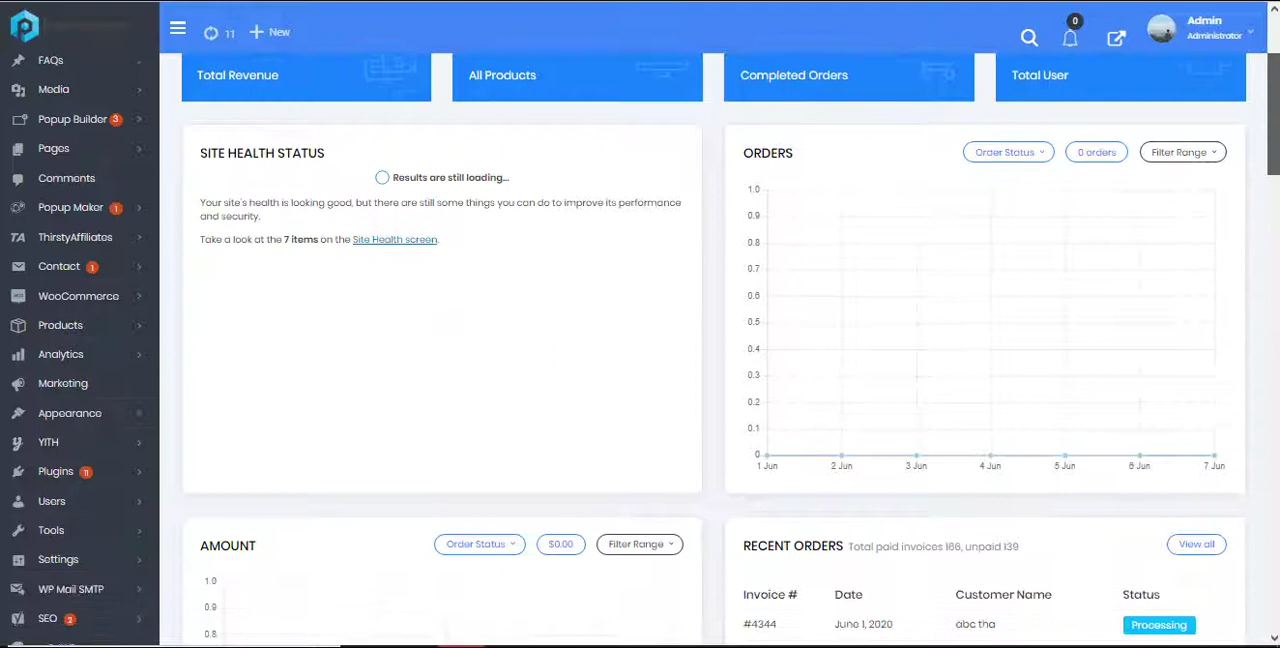 11
New
0
Admin
Administrator
FAQs
Media
Popup Builder 3
Pages
Comments
Popup Maker 1
ThirstyAffiliates
Contact 1
WooCommerce
Products
Analytics
Marketing
Appearance
YITH
Plugins 11
Users
Tools
Settings
WP Mail SMTP
SEO 2
Total Revenue
All Products
Completed Orders
Total User
SITE HEALTH STATUS
Results are still loading...
Your site's health is looking good, but there are still some things you can do to improve its performance
and security.
Take a look at the 7 items on the Site Health screen.
ORDERS
Order Status
0 orders
Filter Range
1.0
0.9
0.8
0.7
0.6
0.5
0.4
0.3
0.2
0.1
0
1 Jun 2 Jun 3 Jun 4 Jun 5 Jun 6 Jun 7 Jun
AMOUNT
Order Status
$0.00
Filter Range
1.0
0.9
0.8
RECENT ORDERS Total paid invoices 166, unpaid 139
View all
Invoice # Date Customer Name Status
#4344 June 1, 2020 abc tha Processing